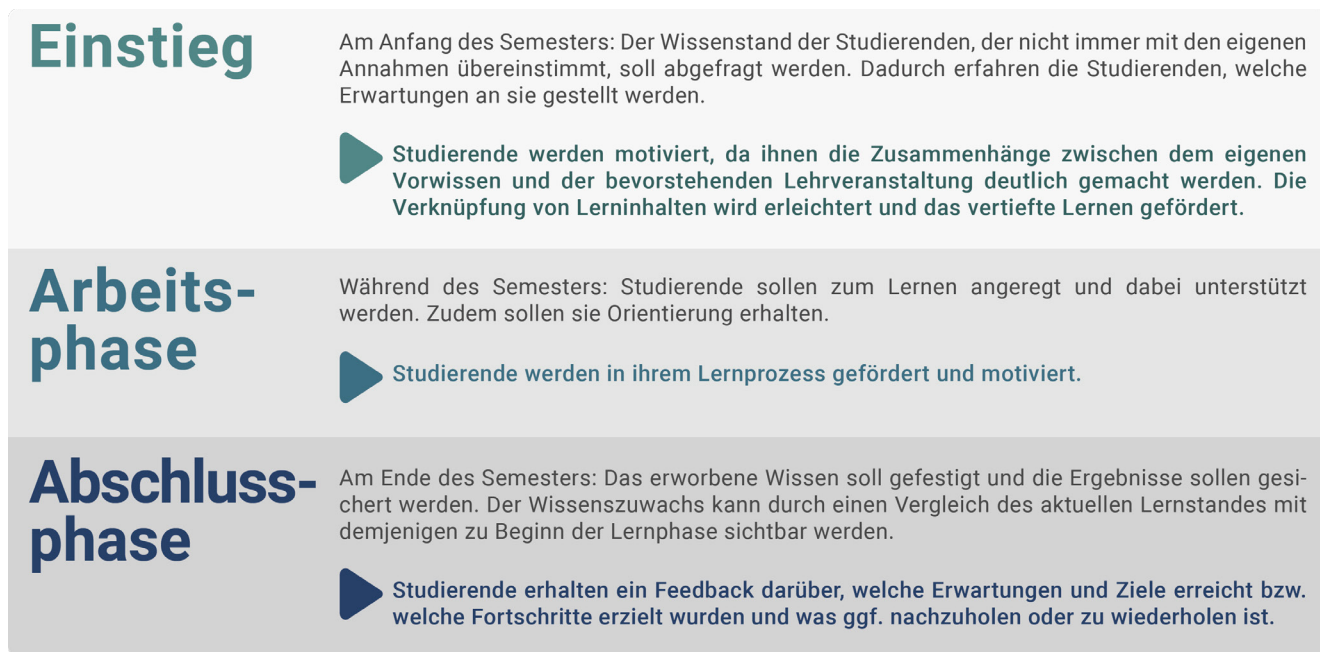 Einstieg
Am Anfang des Semesters: Der Wissenstand der Studierenden, der nicht immer mit den eigenen
Annahmen übereinstimmt, soll abgefragt werden. Dadurch erfahren die Studierenden, welche
Erwartungen an sie gestellt werden.
Studierende werden motiviert, da ihnen die Zusammenhänge zwischen dem eigenen
Vorwissen und der bevorstehenden Lehrveranstaltung deutlich gemacht werden. Die
Verknüpfung von Lerninhalten wird erleichtert und das vertiefte Lernen gefördert.
Arbeits-
phase
Während des Semesters: Studierende sollen zum Lernen angeregt und dabei unterstützt
werden. Zudem sollen sie Orientierung erhalten.
Studierende werden in ihrem Lernprozess gefördert und motiviert.
Abschluss-
phase
Am Ende des Semesters: Das erworbene Wissen soll gefestigt und die Ergebnisse sollen gesi-
chert werden. Der Wissenszuwachs kann durch einen Vergleich des aktuellen Lernstandes mit
demjenigen zu Beginn der Lernphase sichtbar werden.
Studierende erhalten ein Feedback darüber, welche Erwartungen und Ziele erreicht bzw.
welche Fortschritte erzielt wurden und was ggf. nachzuholen oder zu wiederholen ist.